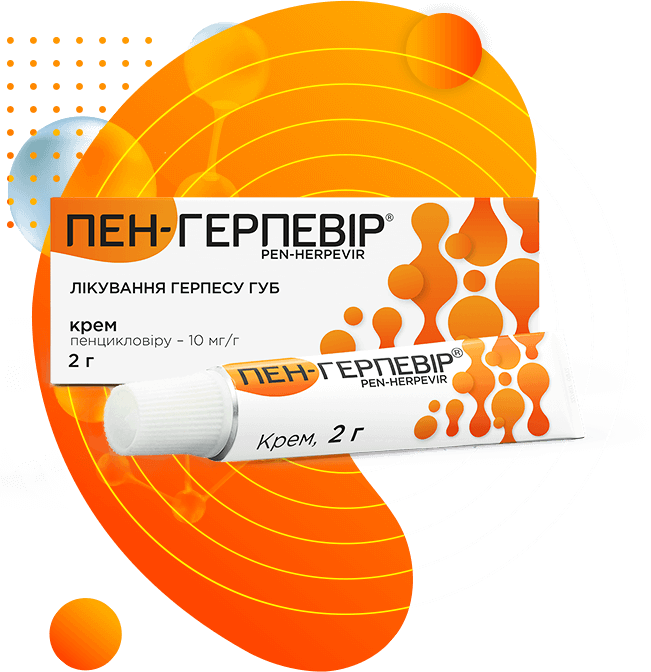 ПЕН-ГЕРПЕВІР®
PEN-HERPEVIR
ЛІКУВАННЯ ГЕРПЕСУ ГУБ
крем
пенцикловіру – 10 мг/г
2 г
ПЕН-ГЕРПЕВІР®
PEN-HERPEVIR
Крем, 2 г